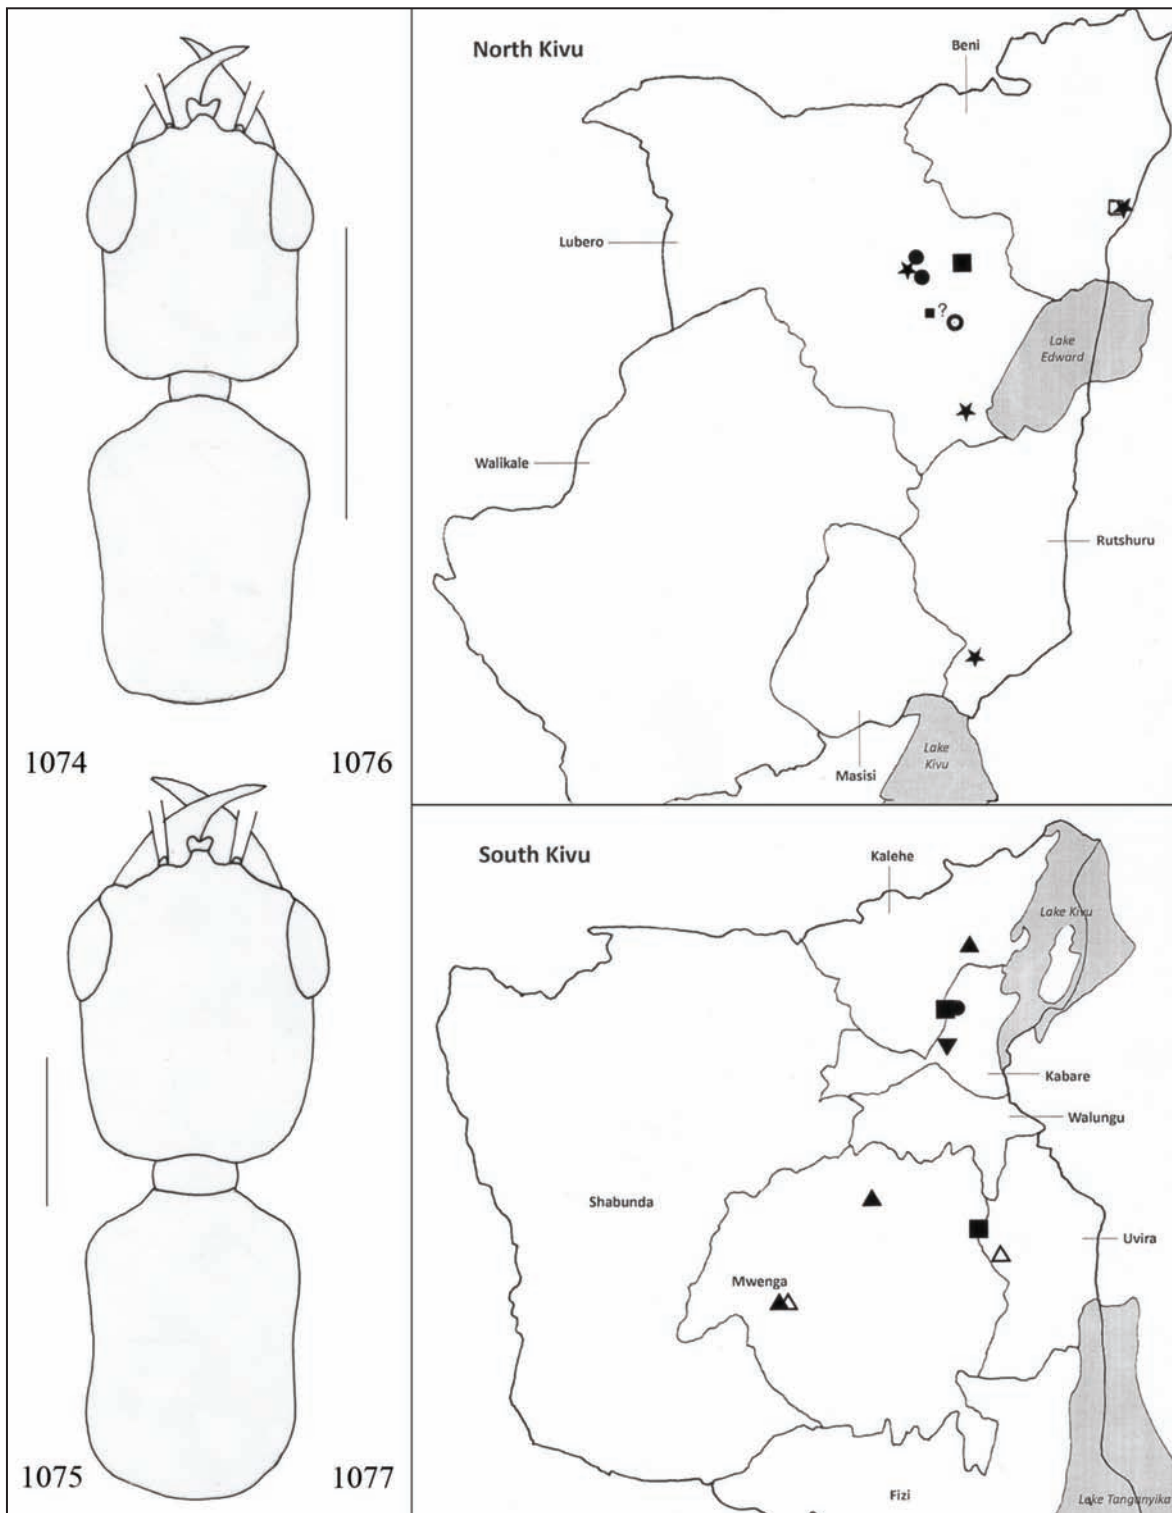 1074
1076
1075
1077
North Kivu
Beni
Lubero
?
Lake
Edward
Walikale
Rutshuru
Masisi
Lake
Kivu
South Kivu
Kalehe
Lake Kivu
Kabare
Walungu
Shabunda
Uvira
Mwenga
Fizi
Lake Tanganyika